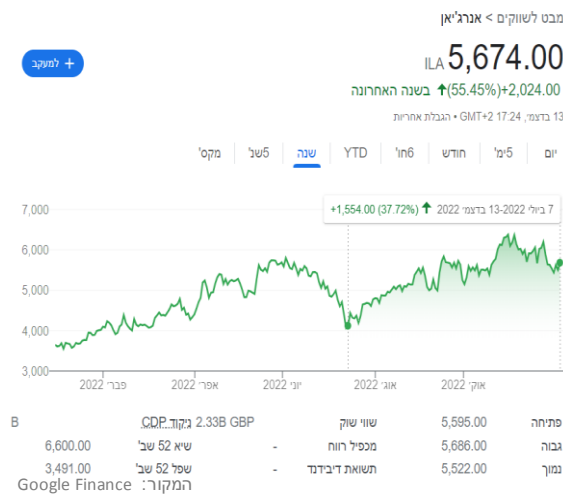 מבט לשווקים > אנרג'יאן
5,674.00 ILA
+ למעקב
+2,024.00 (55.45%) ↑ בשנה האחרונה
13 בדצמ׳, 17:24 GMT+2 • הגבלת אחריות
יום 5ימ' חודש 6חו' YTD שנה 5שנ' מקס'
7 ביולי 2022-13 בדצמ׳ 2022 ↑ +1,554.00 (37.72%)
7,000
6,000
5,000
4,000
3,000
פבר׳ 2022 אפר׳ 2022 יוני 2022 אוג׳ 2022 אוק׳ 2022
פתיחה 5,595.00 שווי שוק 2.33B GBP ניקוד CDP B
גבוה 5,686.00 מכפיל רווח - שיא 52 שב' 6,600.00
נמוך 5,522.00 תשואת דיבידנד - שפל 52 שב' 3,491.00
המקור: Google Finance